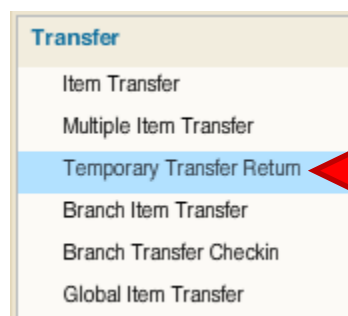 Transfer
Item Transfer
Multiple Item Transfer
Temporary Transfer Return
Branch Item Transfer
Branch Transfer Checkin
Global Item Transfer